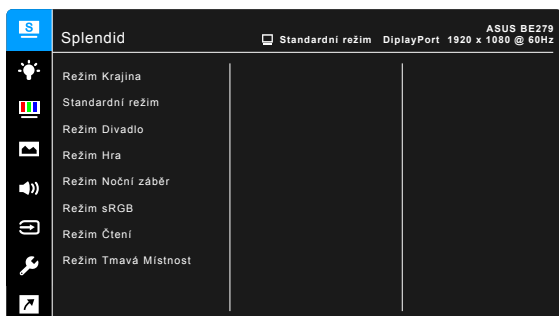 S
ASUS BE279
Splendid
Standardní režim DiplayPort 1920 x 1080 @ 60Hz
Režim Krajina
Standardní režim
Režim Divadlo
Režim Hra
Režim Noční záběr
Režim sRGB
Režim Čtení
Režim Tmavá Místnost